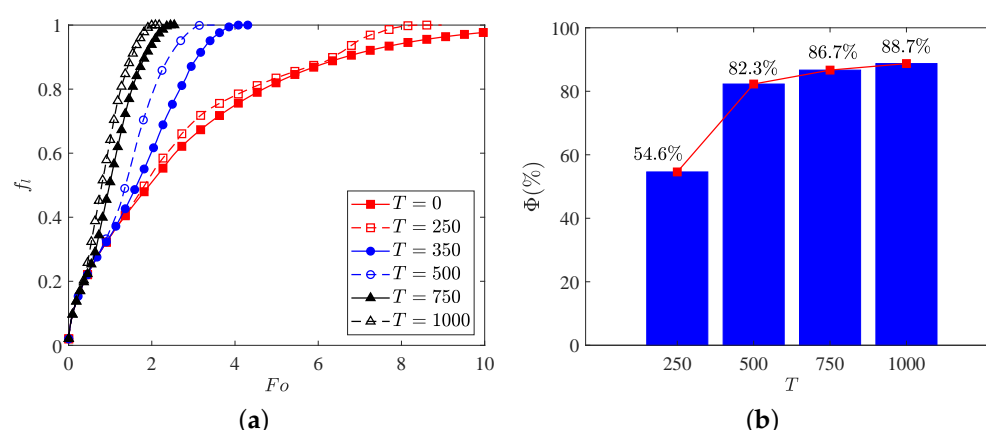 1
0.8
0.6
0.4
0.2
0
f_l
0 2 4 6 8 10
Fo
T = 0
T = 250
T = 350
T = 500
T = 750
T = 1000
(a)
100
80
60
40
20
0
Φ(%)
54.6%
82.3%
86.7%
88.7%
250 500 750 1000
T
(b)